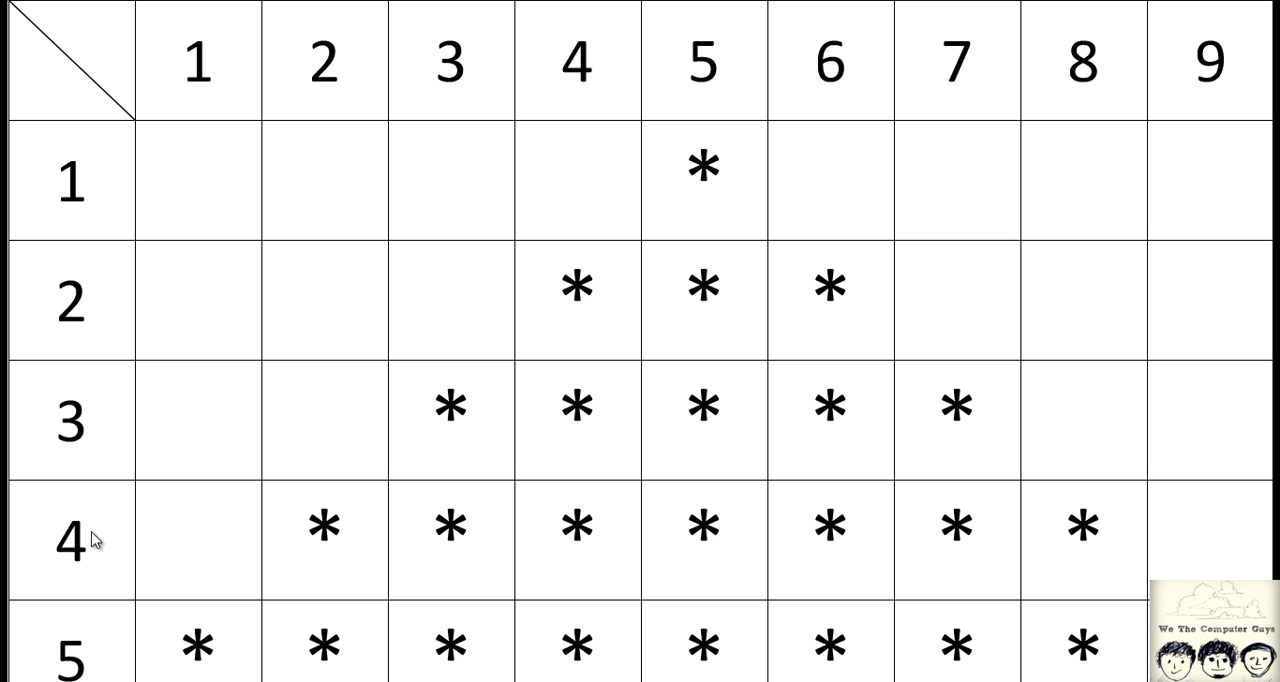 1 2 3 4 5 6 7 8 9
1 *
2 * * *
3 * * * * *
4 * * * * * * *
5 * * * * * * * *
We The Computer Guys